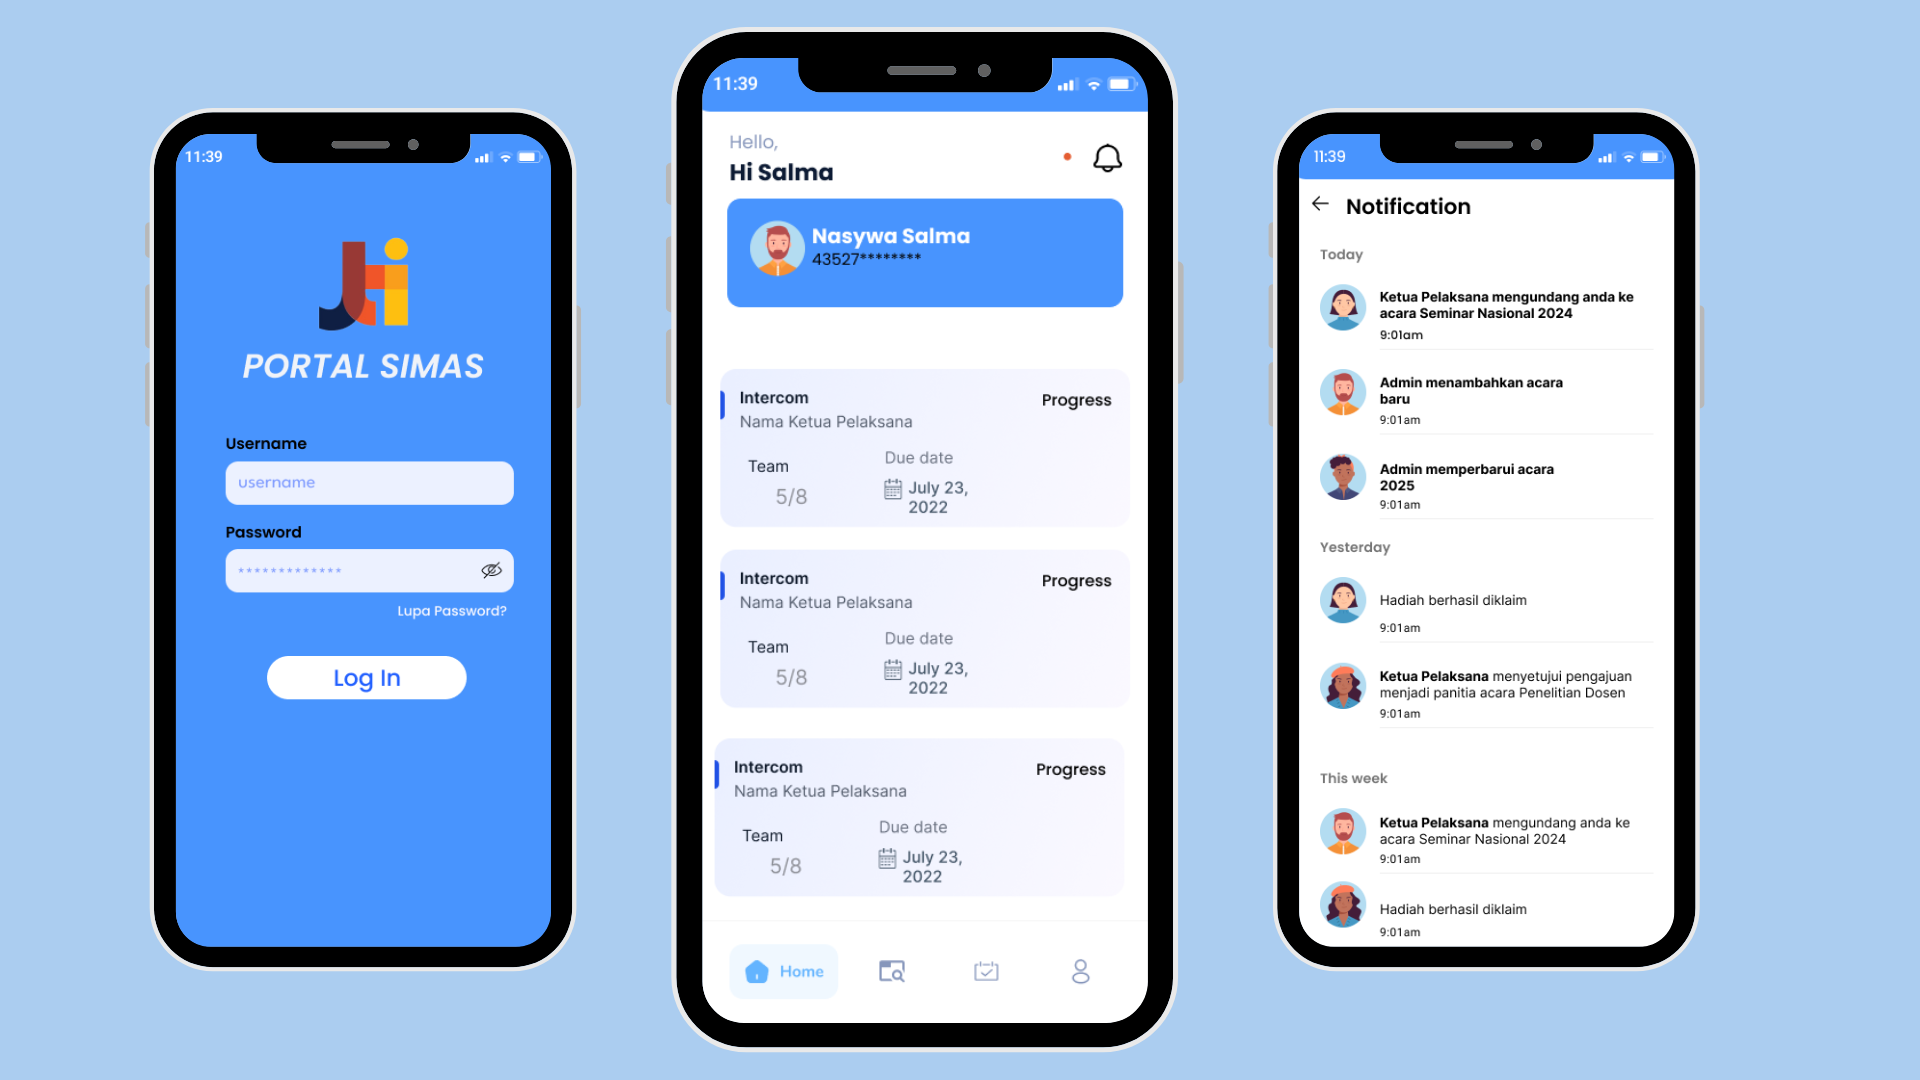 11:39
JTI
PORTAL SIMAS
Username
username
Password
*************
Lupa Password?
Log In
11:39
Hello,
Hi Salma
Nasywa Salma
43527********
Intercom
Progress
Nama Ketua Pelaksana
Team
Due date
5/8
July 23,
2022
Intercom
Progress
Nama Ketua Pelaksana
Team
Due date
5/8
July 23,
2022
Intercom
Progress
Nama Ketua Pelaksana
Team
Due date
5/8
July 23,
2022
Home
11:39
Notification
Today
Ketua Pelaksana mengundang anda ke
acara Seminar Nasional 2024
9:01am
Admin menambahkan acara
baru
9:01am
Admin memperbarui acara
2025
9:01am
Yesterday
Hadiah berhasil diklaim
9:01am
Ketua Pelaksana menyetujui pengajuan
menjadi panitia acara Penelitian Dosen
9:01am
This week
Ketua Pelaksana mengundang anda ke
acara Seminar Nasional 2024
9:01am
Hadiah berhasil diklaim
9:01am